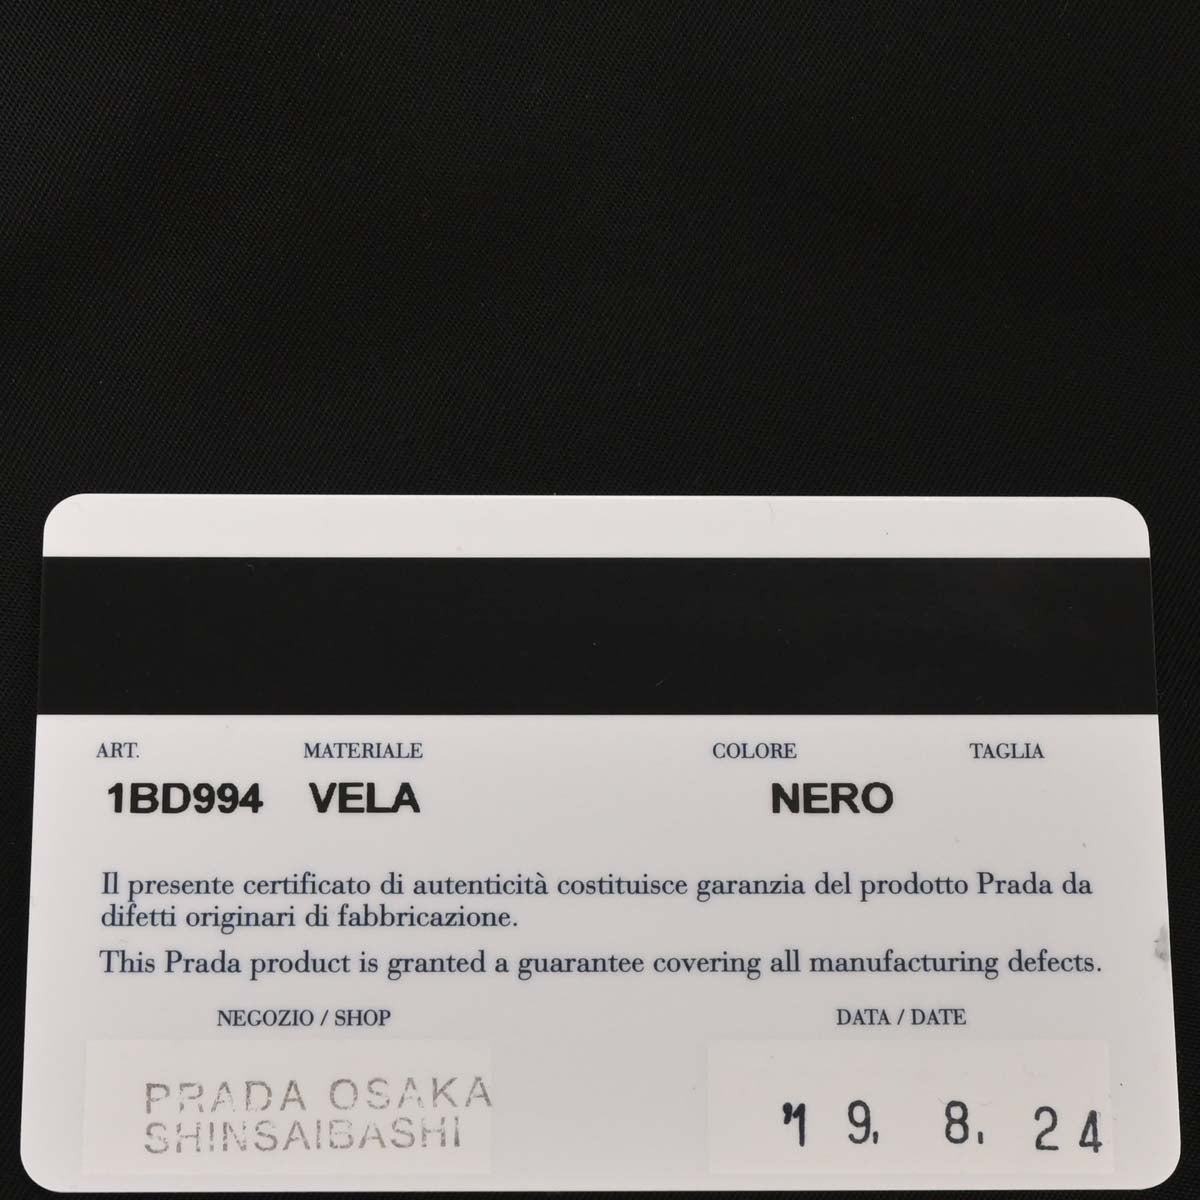 ART. MATERIALE COLORE TAGLIA
1BD994 VELA NERO
Il presente certificato di autenticità costituisce garanzia del prodotto Prada da
difetti originari di fabbricazione.
This Prada product is granted a guarantee covering all manufacturing defects.
NEGOZIO / SHOP DATA / DATE
PRADA OSAKA
SHINSAIBASHI
'19. 8. 24